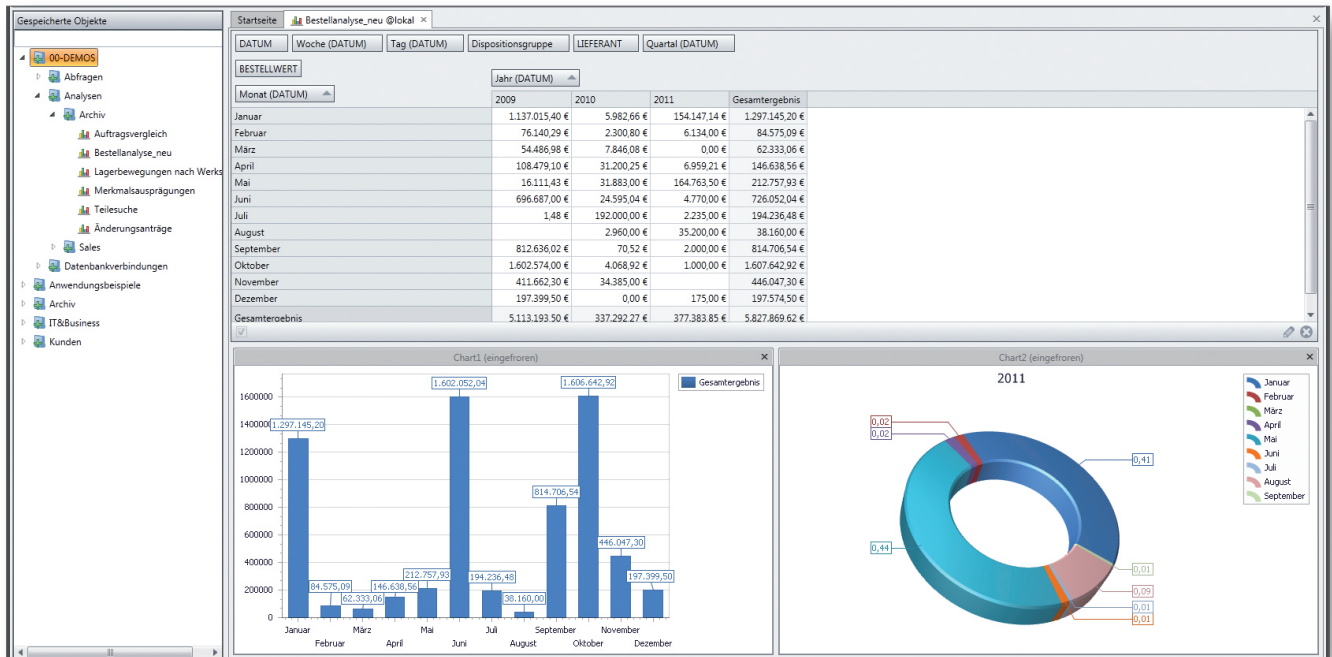 Gespeicherte Objekte
00-DEMOS
Abfragen
Analysen
Archiv
Auftragsvergleich
Bestellanalyse_neu
Lagerbewegungen nach Werks
Merkmalsausprägungen
Teilesuche
Änderungsanträge
Sales
Datenbankverbindungen
Anwendungsbeispiele
Archiv
IT&Business
Kunden
Startseite Bestellanalyse_neu @lokal
DATUM Woche (DATUM) Tag (DATUM) Dispositionsgruppe LIEFERANT Quartal (DATUM)
BESTELLWERT
Jahr (DATUM)
Monat (DATUM)
2009 2010 2011 Gesamtergebnis
Januar 1.137.015,40 € 5.982,66 € 154.147,14 € 1.297.145,20 €
Februar 76.140,29 € 2.300,80 € 6.134,00 € 84.575,09 €
März 54.486,98 € 7.846,08 € 0,00 € 62.333,06 €
April 108.479,10 € 31.200,25 € 6.959,21 € 146.638,56 €
Mai 16.111,43 € 31.883,00 € 164.763,50 € 212.757,93 €
Juni 696.687,00 € 24.595,04 € 4.770,00 € 726.052,04 €
Juli 1,48 € 192.000,00 € 2.235,00 € 194.236,48 €
August 2.960,00 € 35.200,00 € 38.160,00 €
September 812.636,02 € 70,52 € 2.000,00 € 814.706,54 €
Oktober 1.602.574,00 € 4.068,92 € 1.000,00 € 1.607.642,92 €
November 411.662,30 € 34.385,00 € 446.047,30 €
Dezember 197.399,50 € 0,00 € 175,00 € 197.574,50 €
Gesamtergebnis 5.113.193,50 € 337.292,27 € 377.383,85 € 5.827.869,62 €
Chart1 (eingefroren)
Gesamtergebnis
1600000
1400000
1200000
1000000
800000
600000
400000
200000
0
1.297.145,20
84.575,09
62.333,06
146.638,56
212.757,93
1.602.052,04
194.236,48
38.160,00
814.706,54
1.606.642,92
446.047,30
197.399,50
Januar März Mai Juli September November
Februar April Juni August Oktober Dezember
Chart2 (eingefroren)
2011
0,02
0,02
0,41
0,44
0,01
0,09
0,01
0,01
Januar
Februar
März
April
Mai
Juni
Juli
August
September